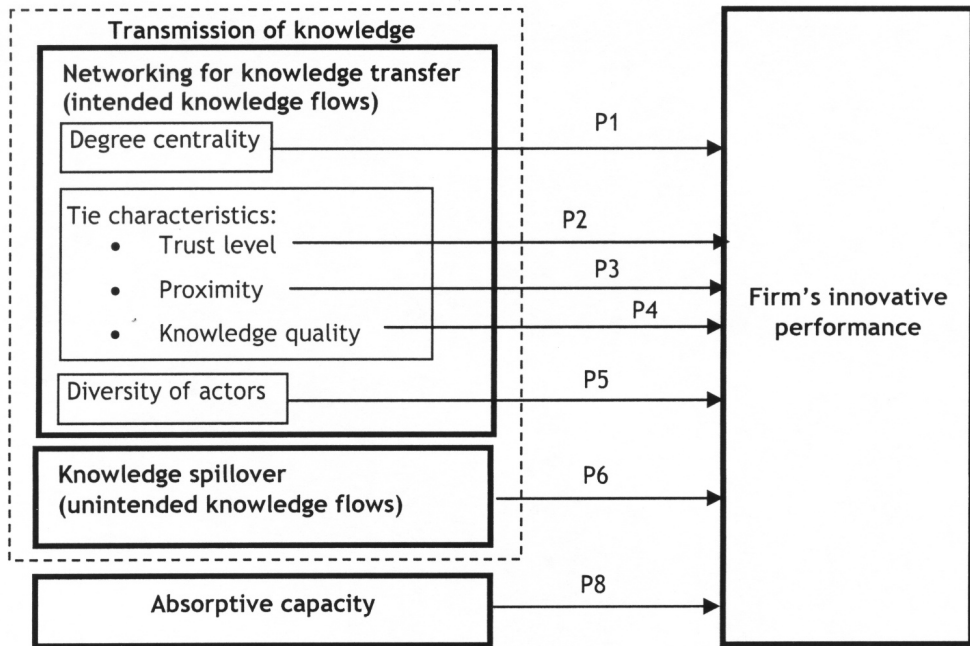 Transmission of knowledge
Networking for knowledge transfer
(intended knowledge flows)
Degree centrality
P1
Tie characteristics:
• Trust level
P2
• Proximity
P3
• Knowledge quality
P4
Diversity of actors
P5
Knowledge spillover
(unintended knowledge flows)
P6
Absorptive capacity
P8
Firm's innovative
performance